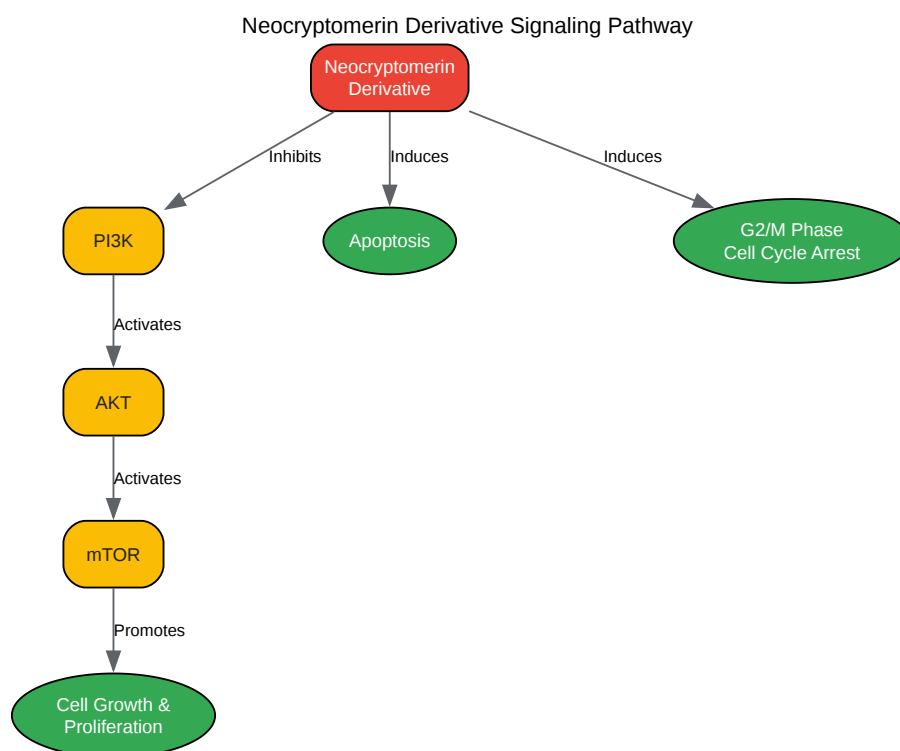 Neocryptomerin Derivative Signaling Pathway
Neocryptomerin
Derivative
Inhibits
Induces
Induces
PI3K
Apoptosis
G2/M Phase
Cell Cycle Arrest
Activates
AKT
Activates
mTOR
Promotes
Cell Growth &
Proliferation